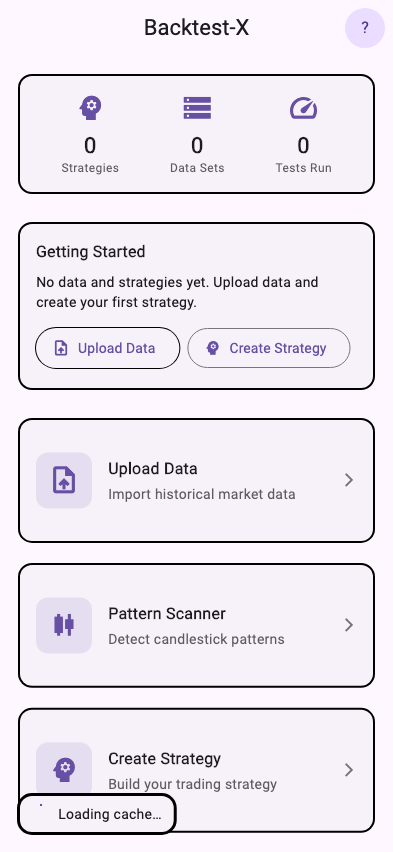 Backtest-X
?
0 0 0
Strategies Data Sets Tests Run
Getting Started
No data and strategies yet. Upload data and
create your first strategy.
Upload Data Create Strategy
Upload Data
Import historical market data
Pattern Scanner
Detect candlestick patterns
Create Strategy
Build your trading strategy
Loading cache...